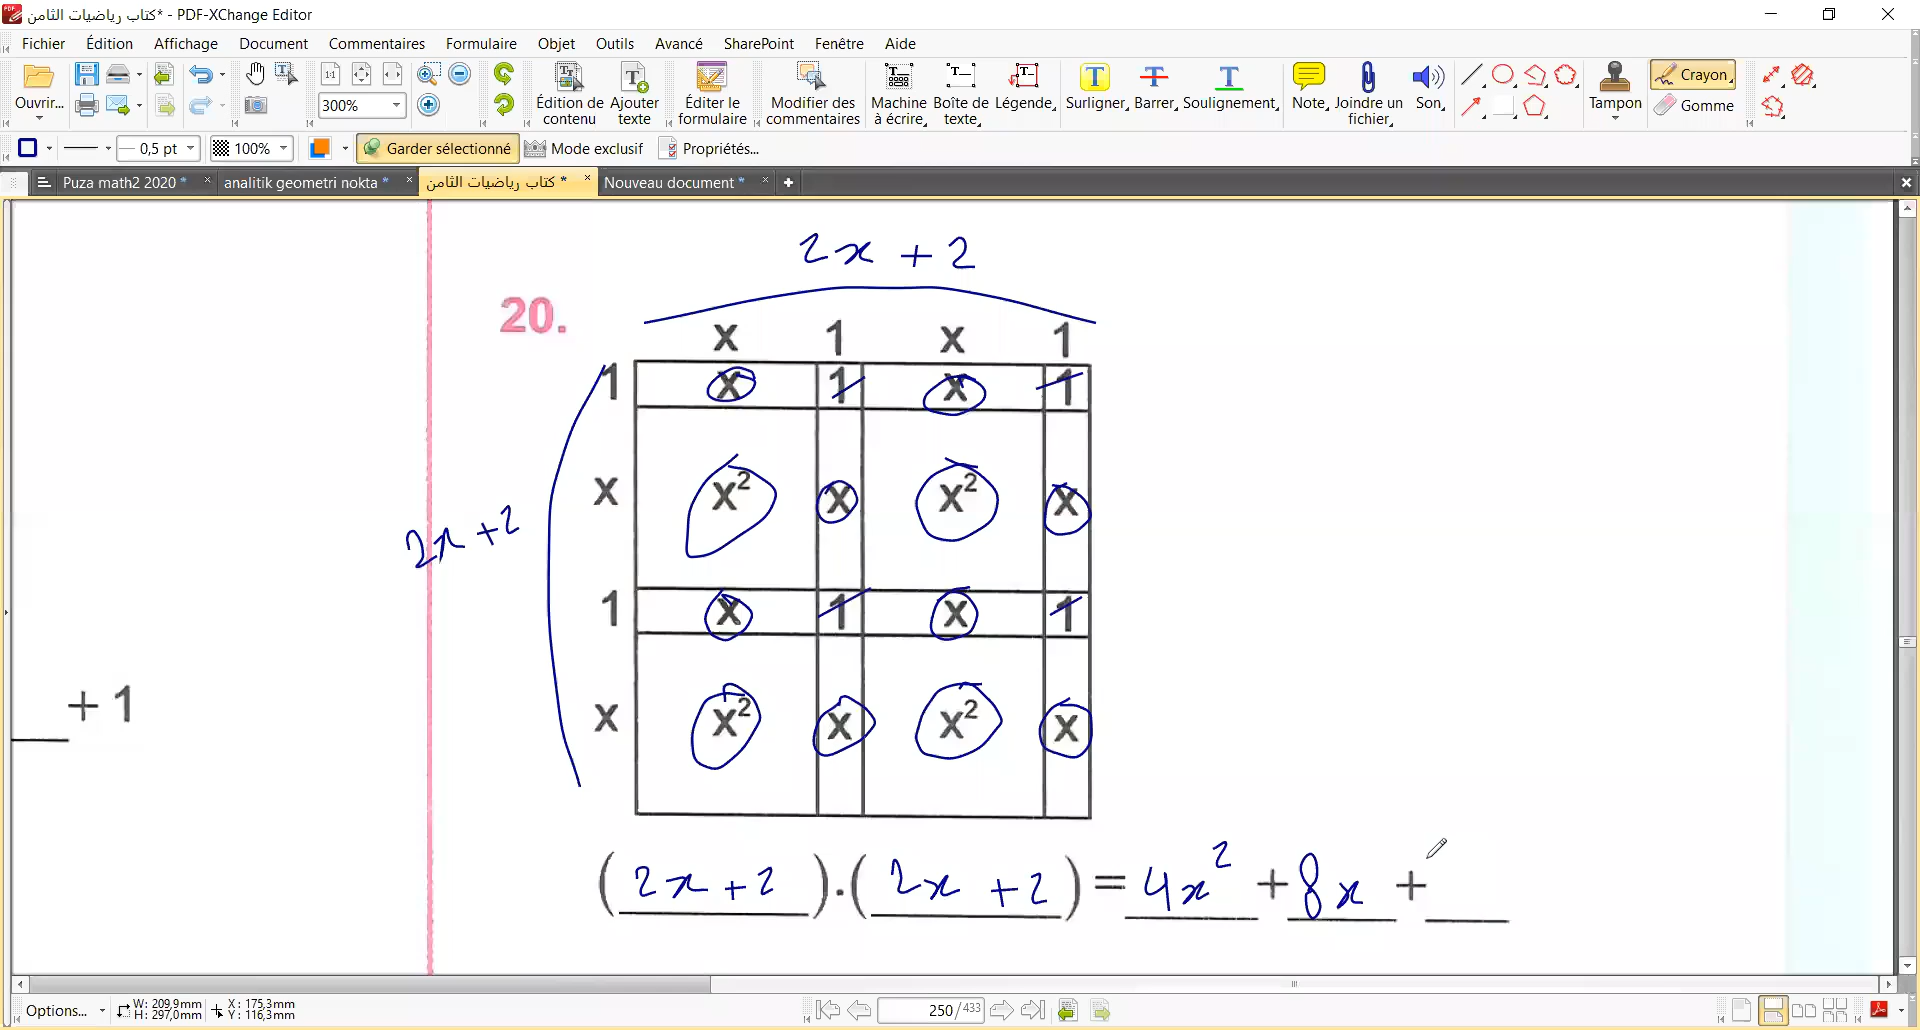 كتاب رياضيات الثامن* - PDF-XChange Editor
Fichier Édition Affichage Document Commentaires Formulaire Objet Outils Avancé SharePoint Fenêtre Aide
Ouvrir... 300% Édition de contenu Ajouter texte Éditer le formulaire Modifier des commentaires Machine à écrire Boîte de texte Légende Surligner Barrer Soulignement Note Joindre un fichier Son Tampon Crayon Gomme
0,5 pt 100% Garder sélectionné Mode exclusif Propriétés...
Puza math2 2020 * analitik geometri nokta * كتاب رياضيات الثامن * Nouveau document *
2x + 2
20.
x 1 x 1
1 x 1 x 1
x x² x x² x
2x + 2
1 x 1 x 1
+ 1
x x² x x² x
(2x + 2).(2x + 2) = 4x² + 8x +
Options... W: 209,9mm H: 297,0mm X: 175,3mm Y: 116,3mm 250/433